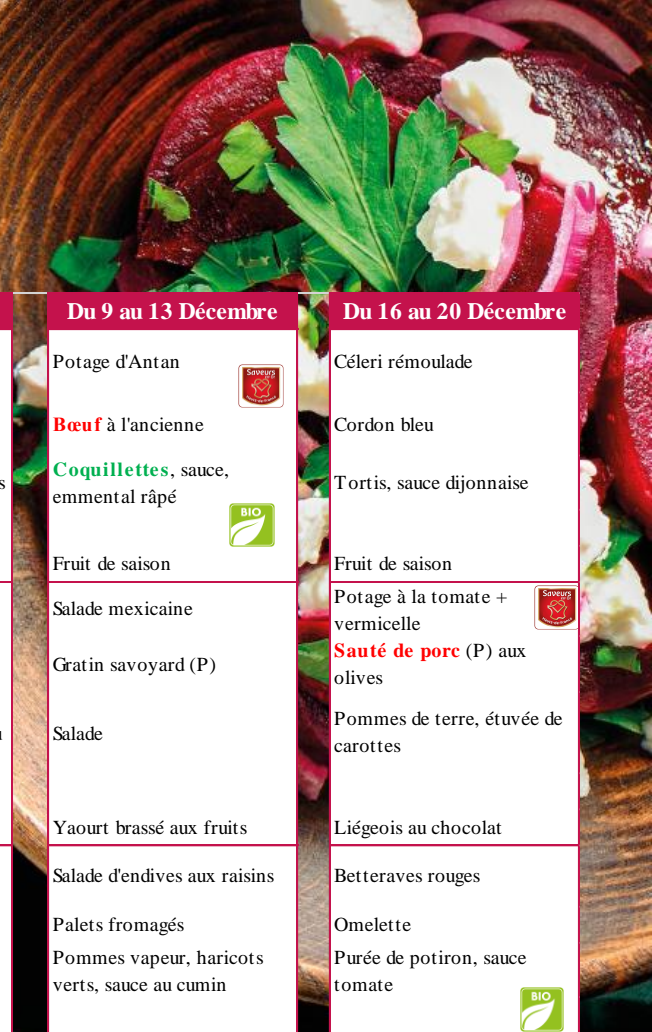 Du 9 au 13 Décembre
Potage d'Antan
Saveurs
Bœuf à l'ancienne
Coquillettes, sauce,
emmental râpé
BIO
Fruit de saison
Salade mexicaine
Gratin savoyard (P)
Salade
Yaourt brassé aux fruits
Salade d'endives aux raisins
Palets fromagés
Pommes vapeur, haricots
verts, sauce au cumin
Du 16 au 20 Décembre
Céleri rémoulade
Cordon bleu
Tortis, sauce dijonnaise
Fruit de saison
Potage à la tomate +
vermicelle
Saveurs
Sauté de porc (P) aux
olives
Pommes de terre, étuvée de
carottes
Liégeois au chocolat
Betteraves rouges
Omelette
Purée de potiron, sauce
tomate
BIO